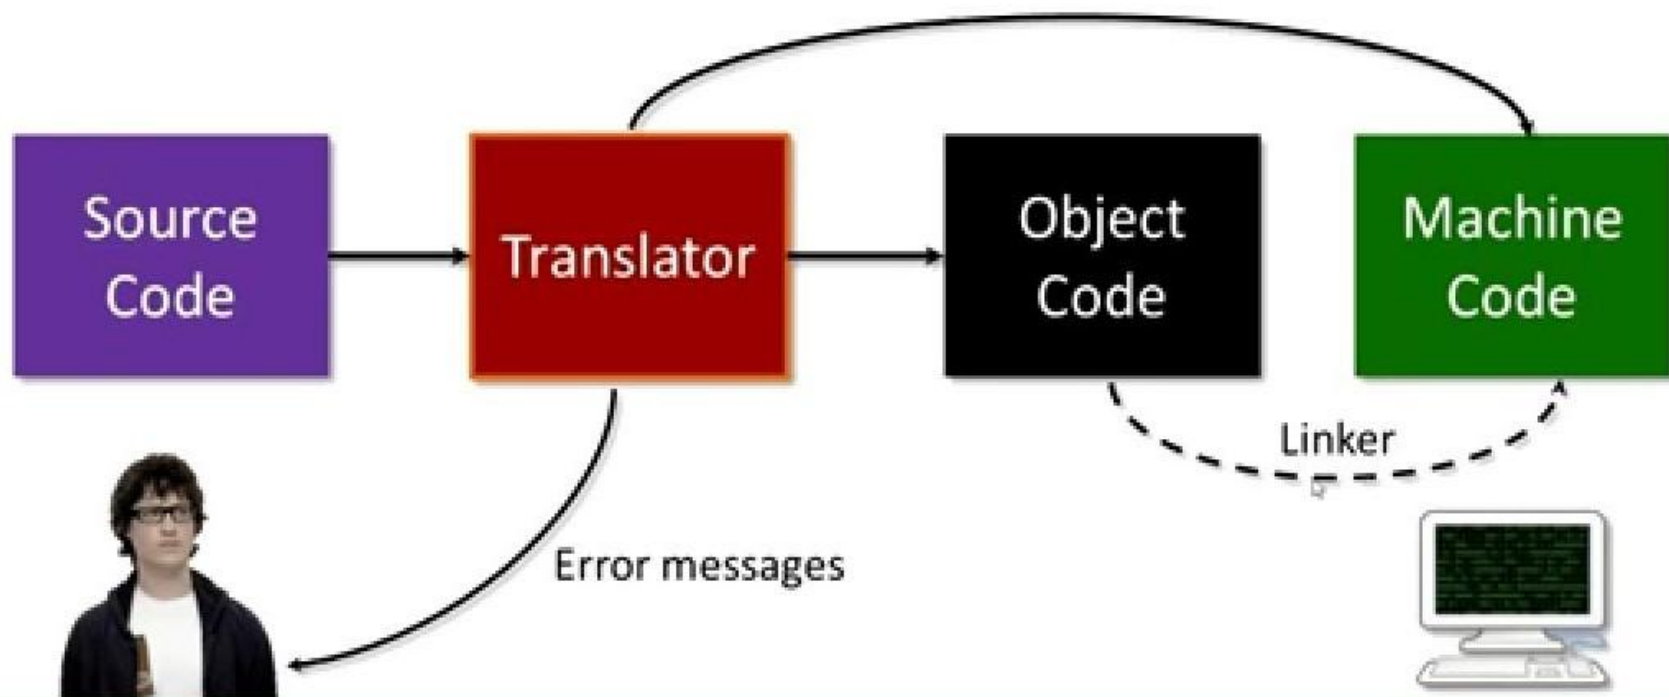 Source
Code
Translator
Object
Code
Machine
Code
Linker
Error messages